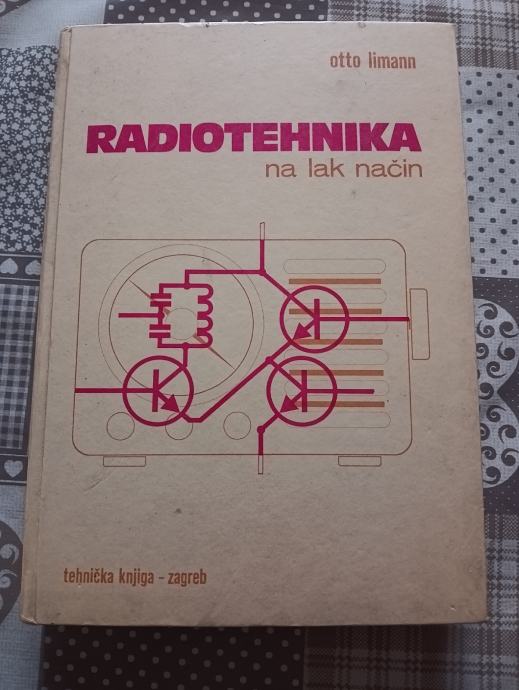 otto limann
RADIOTEHNIKA
na lak način
tehnička knjiga - zagreb